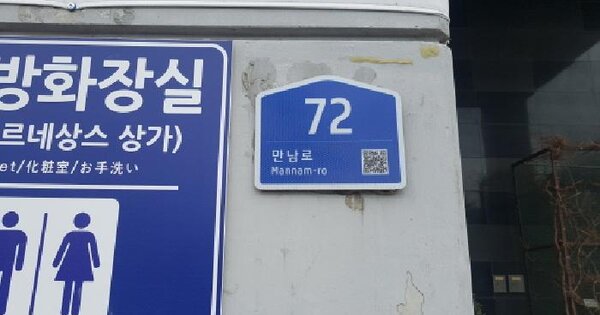 방화장실
르네상스 상가)
et/化粧室/お手洗い
72
만남로
Mannam-ro